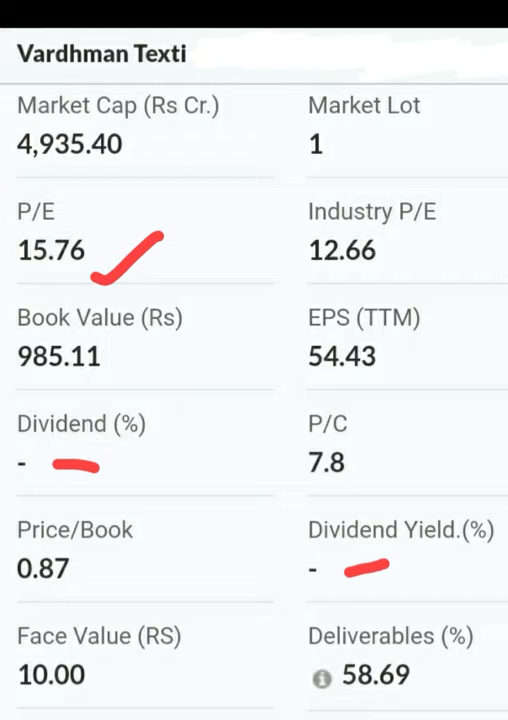 Vardhman Texti
Market Cap (Rs Cr.) Market Lot
4,935.40 1
P/E Industry P/E
15.76 12.66
Book Value (Rs) EPS (TTM)
985.11 54.43
Dividend (%) P/C
- 7.8
Price/Book Dividend Yield.(%)
0.87 -
Face Value (RS) Deliverables (%)
10.00 58.69